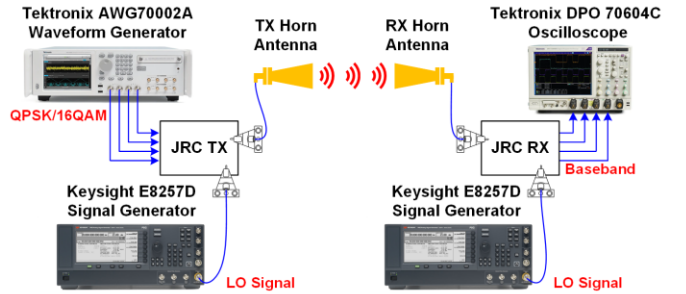 Tektronix AWG70002A
Waveform Generator
TX Horn
Antenna
RX Horn
Antenna
Tektronix DPO 70604C
Oscilloscope
QPSK/16QAM
JRC TX
JRC RX
Baseband
Keysight E8257D
Signal Generator
LO Signal
Keysight E8257D
Signal Generator
LO Signal